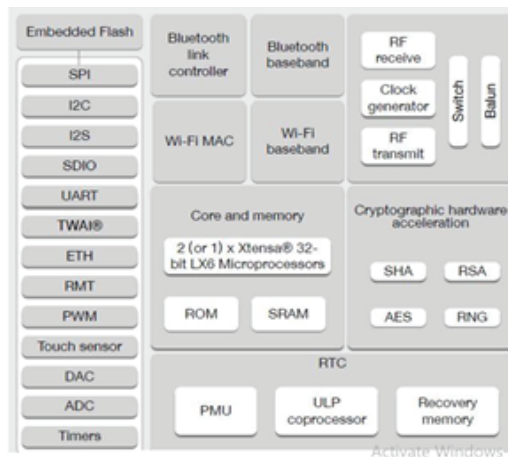 Embedded Flash
SPI
I2C
I2S
SDIO
UART
TWAI®
ETH
RMT
PWM
Touch sensor
DAC
ADC
Timers
Bluetooth
link
controller
Bluetooth
baseband
Wi-Fi MAC
Wi-Fi
baseband
RF
receive
Clock
generator
RF
transmit
Switch
Balun
Core and memory
2 (or 1) x Xtensa® 32-
bit LX6 Microprocessors
ROM
SRAM
Cryptographic hardware
acceleration
SHA
RSA
AES
RNG
RTC
PMU
ULP
coprocessor
Recovery
memory
Activate Windows